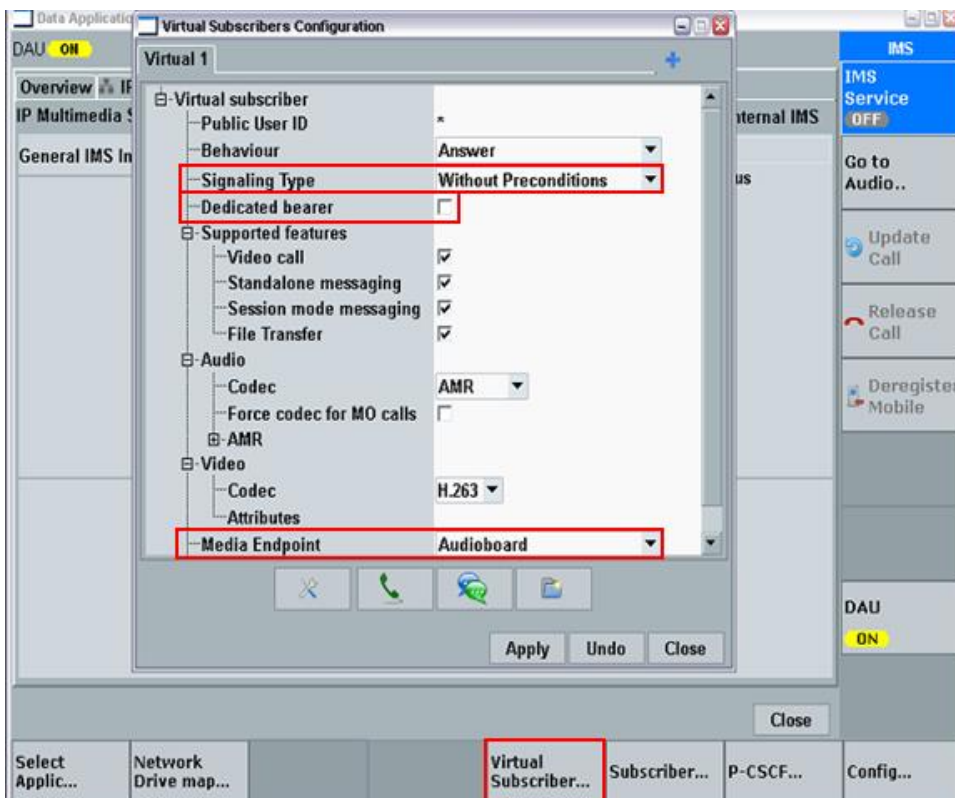 Data Applicatio
Virtual Subscribers Configuration
DAU ON
Virtual 1
IMS
Overview
IP Multimedia
General IMS In
Virtual subscriber
Public User ID *
Behaviour Answer
Signaling Type Without Preconditions
Dedicated bearer
Supported features
Video call
Standalone messaging
Session mode messaging
File Transfer
Audio
Codec AMR
Force codec for MO calls
AMR
Video
Codec H.263
Attributes
Media Endpoint Audioboard
Apply Undo Close
nternal IMS
us
IMS
Service
OFF
Go to
Audio..
Update
Call
Release
Call
Deregister
Mobile
DAU
ON
Close
Select
Applic...
Network
Drive map...
Virtual
Subscriber...
Subscriber...
P-CSCF...
Config...